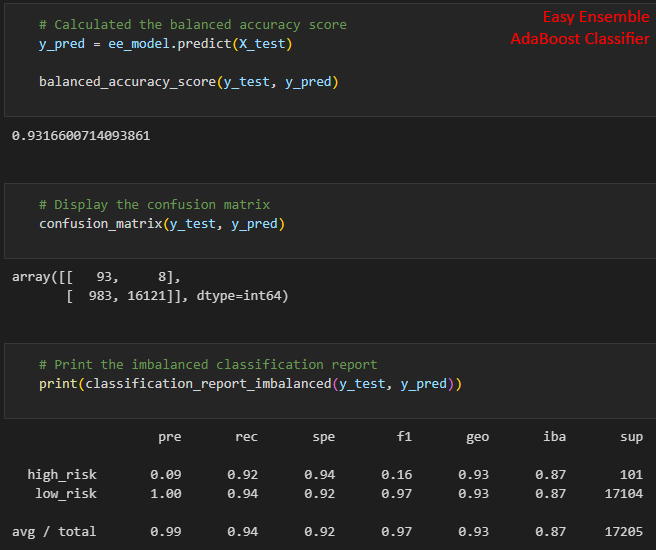 Easy Ensemble
AdaBoost Classifier
# Calculated the balanced accuracy score
y_pred = ee_model.predict(X_test)
balanced_accuracy_score(y_test, y_pred)
0.9316600714093861
# Display the confusion matrix
confusion_matrix(y_test, y_pred)
array([[   93,     8],
       [  983, 16121]], dtype=int64)
# Print the imbalanced classification report
print(classification_report_imbalanced(y_test, y_pred))
pre       rec       spe        f1       geo       iba       sup
high_risk       0.09      0.92      0.94      0.16      0.93      0.87       101
low_risk       1.00      0.94      0.92      0.97      0.93      0.87     17104
avg / total       0.99      0.94      0.92      0.97      0.93      0.87     17205